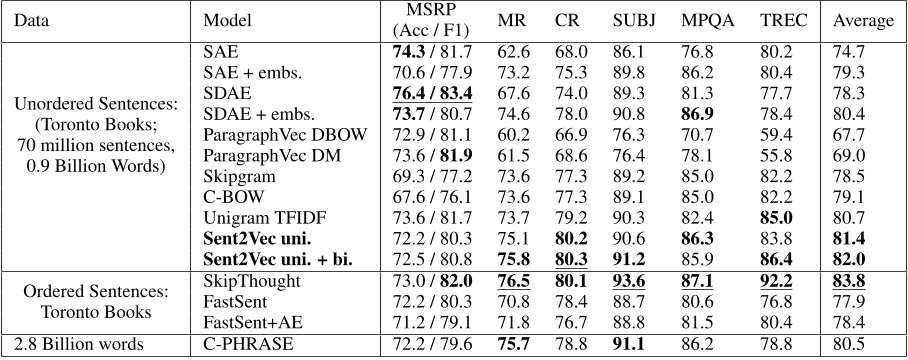 Data Model MSRP (Acc / F1) MR CR SUBJ MPQA TREC Average
Unordered Sentences: (Toronto Books; 70 million sentences, 0.9 Billion Words)
SAE 74.3 / 81.7 62.6 68.0 86.1 76.8 80.2 74.7
SAE + embs. 70.6 / 77.9 73.2 75.3 89.8 86.2 80.4 79.3
SDAE 76.4 / 83.4 67.6 74.0 89.3 81.3 77.7 78.3
SDAE + embs. 73.7 / 80.7 74.6 78.0 90.8 86.9 78.4 80.4
ParagraphVec DBOW 72.9 / 81.1 60.2 66.9 76.3 70.7 59.4 67.7
ParagraphVec DM 73.6 / 81.9 61.5 68.6 76.4 78.1 55.8 69.0
Skipgram 69.3 / 77.2 73.6 77.3 89.2 85.0 82.2 78.5
C-BOW 67.6 / 76.1 73.6 77.3 89.1 85.0 82.2 79.1
Unigram TFIDF 73.6 / 81.7 73.7 79.2 90.3 82.4 85.0 80.7
Sent2Vec uni. 72.2 / 80.3 75.1 80.2 90.6 86.3 83.8 81.4
Sent2Vec uni. + bi. 72.5 / 80.8 75.8 80.3 91.2 85.9 86.4 82.0
Ordered Sentences: Toronto Books
SkipThought 73.0 / 82.0 76.5 80.1 93.6 87.1 92.2 83.8
FastSent 72.2 / 80.3 70.8 78.4 88.7 80.6 76.8 77.9
FastSent+AE 71.2 / 79.1 71.8 76.7 88.8 81.5 80.4 78.4
2.8 Billion words C-PHRASE 72.2 / 79.6 75.7 78.8 91.1 86.2 78.8 80.5